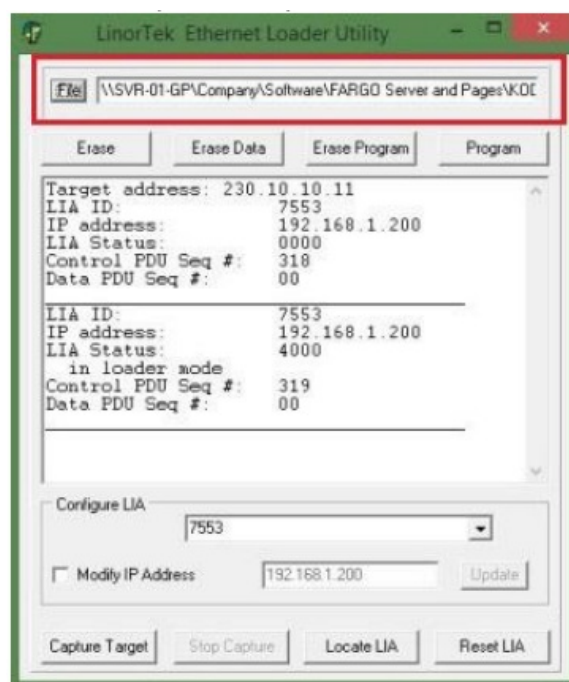 LinorTek Ethernet Loader Utility
File \\SVR-01-GP\Company\Software\FARGO Server and Pages\KOD
Erase Erase Data Erase Program Program
Target address: 230.10.10.11
LIA ID: 7553
IP address: 192.168.1.200
LIA Status: 0000
Control PDU Seq #: 318
Data PDU Seq #: 00
LIA ID: 7553
IP address: 192.168.1.200
LIA Status: 4000
in loader mode
Control PDU Seq #: 319
Data PDU Seq #: 00
Configure LIA
7553
Modify IP Address 192.168.1.200 Update
Capture Target Stop Capture Locate LIA Reset LIA